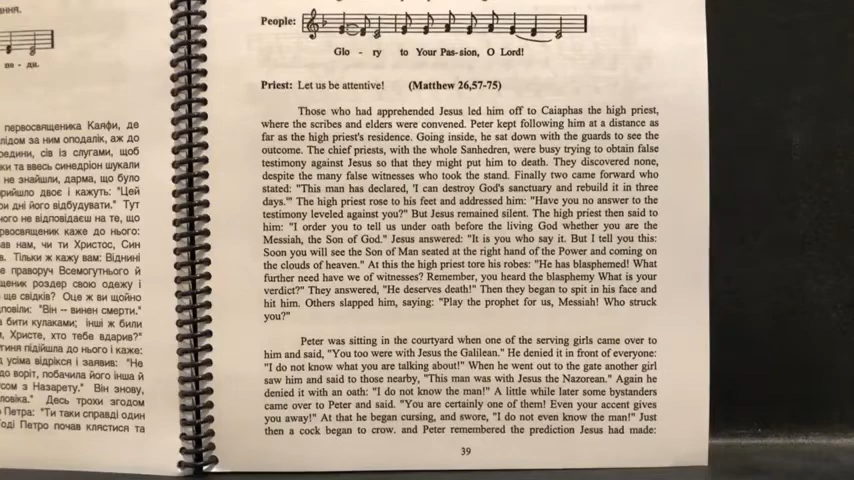 ання.
ве - ди.
первосвященика Каяфи, де
лідом за ним оподалік, аж до
редини, сів із слугами, щоб
ки та ввесь синедріон шукали
не знайшли, дарма, що було
рийшло двоє і кажуть: "Цей
ри дні його відбудувати." Тут
ого не відповідаєш на те, що
рвосвященик каже до нього:
ав нам, чи ти Христос, Син
в. Тільки ж кажу вам: Віднині
е праворуч Всемогутнього й
щеник роздер свою одежу і
ще свідків? Оце ж ви щойно
повіли: "Він -- винен смерти."
а бити кулаками; інші ж били
и, Христе, хто тебе вдарив?"
гиня підійшла до нього і каже:
д усіма відрікся і заявив: "Не
до воріт, побачила його інша й
сом з Назарету." Він знову,
ловіка." Десь трохи згодом
Петра: "Ти таки справді один
Тоді Петро почав клястися та
People:
Glo - ry to Your Pas-sion, O Lord!
Priest: Let us be attentive! (Matthew 26,57-75)
Those who had apprehended Jesus led him off to Caiaphas the high priest,
where the scribes and elders were convened. Peter kept following him at a distance as
far as the high priest's residence. Going inside, he sat down with the guards to see the
outcome. The chief priests, with the whole Sanhedren, were busy trying to obtain false
testimony against Jesus so that they might put him to death. They discovered none,
despite the many false witnesses who took the stand. Finally two came forward who
stated: "This man has declared, 'I can destroy God's sanctuary and rebuild it in three
days.'" The high priest rose to his feet and addressed him: "Have you no answer to the
testimony leveled against you?" But Jesus remained silent. The high priest then said to
him: "I order you to tell us under oath before the living God whether you are the
Messiah, the Son of God." Jesus answered: "It is you who say it. But I tell you this:
Soon you will see the Son of Man seated at the right hand of the Power and coming on
the clouds of heaven." At this the high priest tore his robes: "He has blasphemed! What
further need have we of witnesses? Remember, you heard the blasphemy What is your
verdict?" They answered, "He deserves death!" Then they began to spit in his face and
hit him. Others slapped him, saying: "Play the prophet for us, Messiah! Who struck
you?"
Peter was sitting in the courtyard when one of the serving girls came over to
him and said, "You too were with Jesus the Galilean." He denied it in front of everyone:
"I do not know what you are talking about!" When he went out to the gate another girl
saw him and said to those nearby, "This man was with Jesus the Nazorean." Again he
denied it with an oath: "I do not know the man!" A little while later some bystanders
came over to Peter and said. "You are certainly one of them! Even your accent gives
you away!" At that he began cursing, and swore, "I do not even know the man!" Just
then a cock began to crow. and Peter remembered the prediction Jesus had made:
39